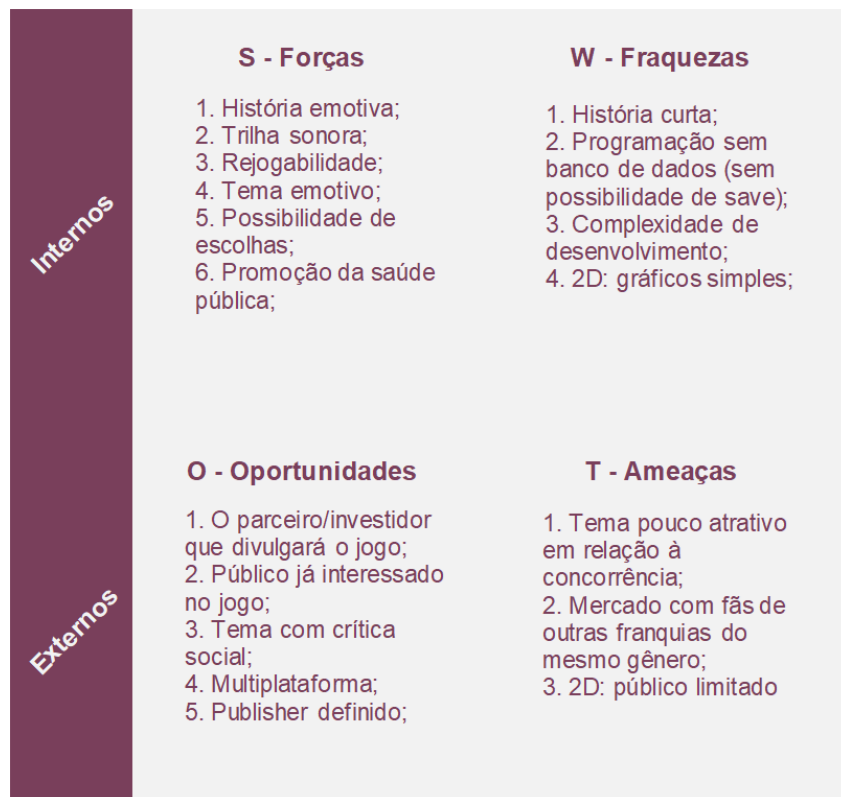 Internos
S - Forças
1. História emotiva;
2. Trilha sonora;
3. Rejogabilidade;
4. Tema emotivo;
5. Possibilidade de
escolhas;
6. Promoção da saúde
pública;
W - Fraquezas
1. História curta;
2. Programação sem
banco de dados (sem
possibilidade de save);
3. Complexidade de
desenvolvimento;
4. 2D: gráficos simples;
Externos
O - Oportunidades
1. O parceiro/investidor
que divulgará o jogo;
2. Público já interessado
no jogo;
3. Tema com crítica
social;
4. Multiplataforma;
5. Publisher definido;
T - Ameaças
1. Tema pouco atrativo
em relação à
concorrência;
2. Mercado com fãs de
outras franquias do
mesmo gênero;
3. 2D: público limitado